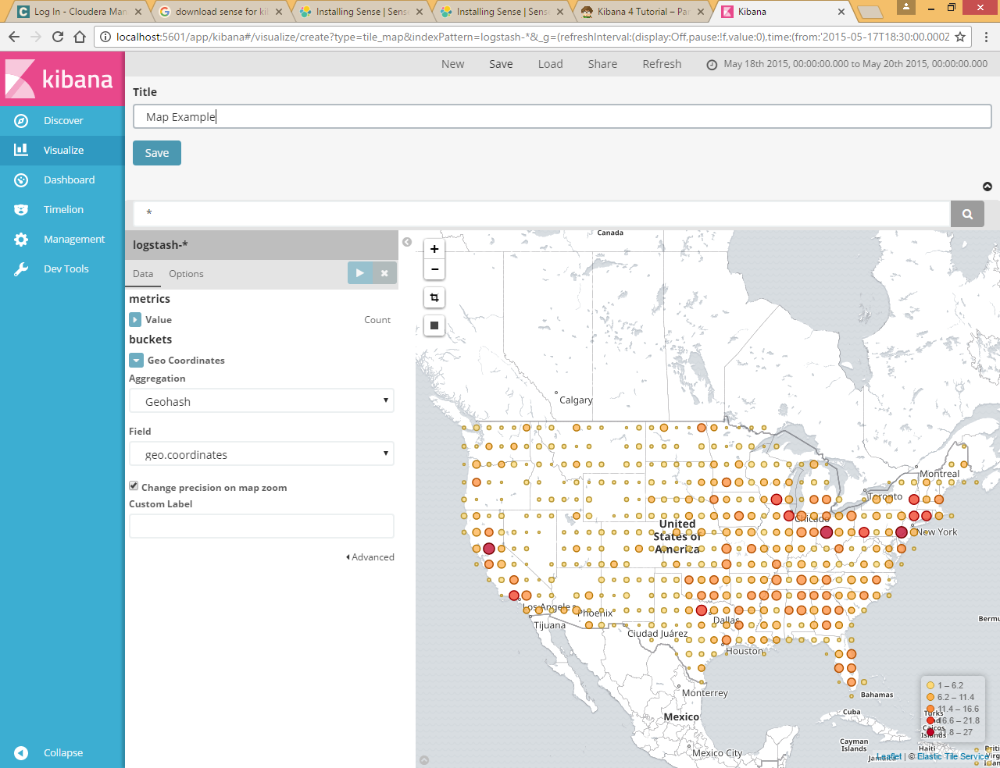 Log In - Cloudera Man
download sense for ki
Installing Sense | Sens
Installing Sense | Sens
Kibana 4 Tutorial – Pa
Kibana
localhost:5601/app/kibana#/visualize/create?type=tile_map&indexPattern=logstash-*&_g=(refreshInterval:(display:Off,pause:!f,value:0),time:(from:'2015-05-17T18:30:00.000Z
kibana
New Save Load Share Refresh May 18th 2015, 00:00:00.000 to May 20th 2015, 00:00:00.000
Discover
Visualize
Dashboard
Timelion
Management
Dev Tools
Collapse
Title
Map Example
Save
*
logstash-*
Data Options
metrics
Value Count
buckets
Geo Coordinates
Aggregation
Geohash
Field
geo.coordinates
Change precision on map zoom
Custom Label
Advanced
+
−
Canada
Calgary
Montreal
Toronto
Chicado
United
States of
America
New York
Los Angele
Phoenix
Tijuana
Dallas
Ciudad Juárez
Houston
Bermu
Monterrey
Bahamas
Mexico
Cuba
Cayman
Islands
Mexico City
Turks
Caicos
Islands
Haiti
1 – 6.2
6.2 – 11.4
11.4 – 16.6
16.6 – 21.8
21.8 – 27
Leaflet | © Elastic Tile Service